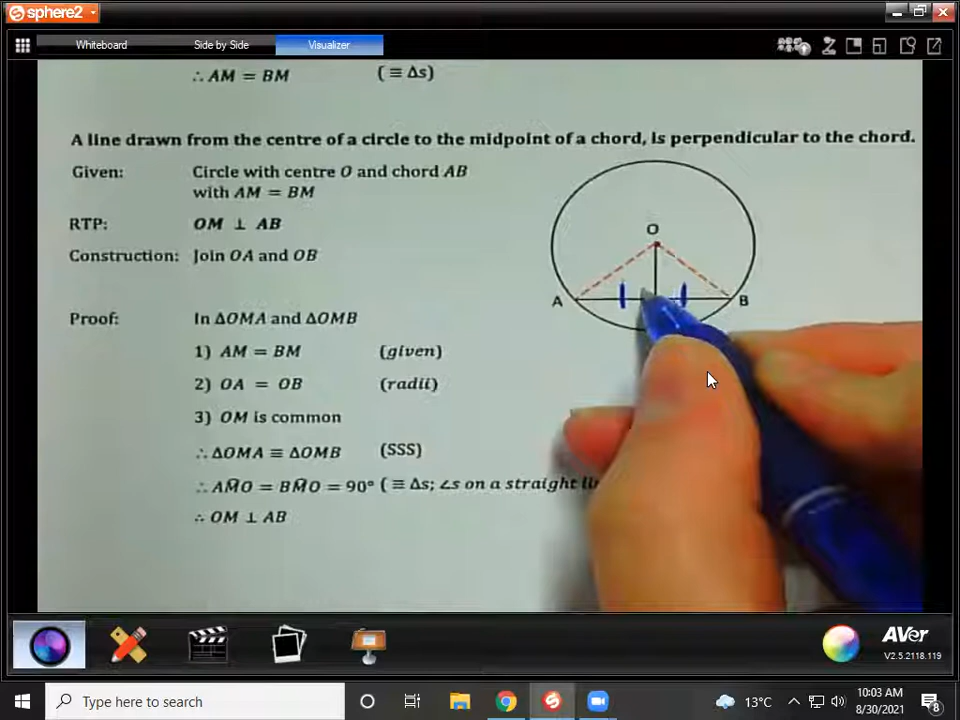 sphere2
Whiteboard
Side by Side
Visualizer
∴ AM = BM (≡ Δs)
A line drawn from the centre of a circle to the midpoint of a chord, is perpendicular to the chord.
Given: Circle with centre O and chord AB
with AM = BM
RTP: OM ⊥ AB
Construction: Join OA and OB
O
A
B
Proof: In ΔOMA and ΔOMB
1) AM = BM (given)
2) OA = OB (radii)
3) OM is common
∴ ΔOMA ≡ ΔOMB (SSS)
∴ AM̂O = BM̂O = 90° (≡ Δs; ∠s on a straight
∴ OM ⊥ AB
AVer
V2.5.2118.119
Type here to search
13°C
10:03 AM
8/30/2021
8